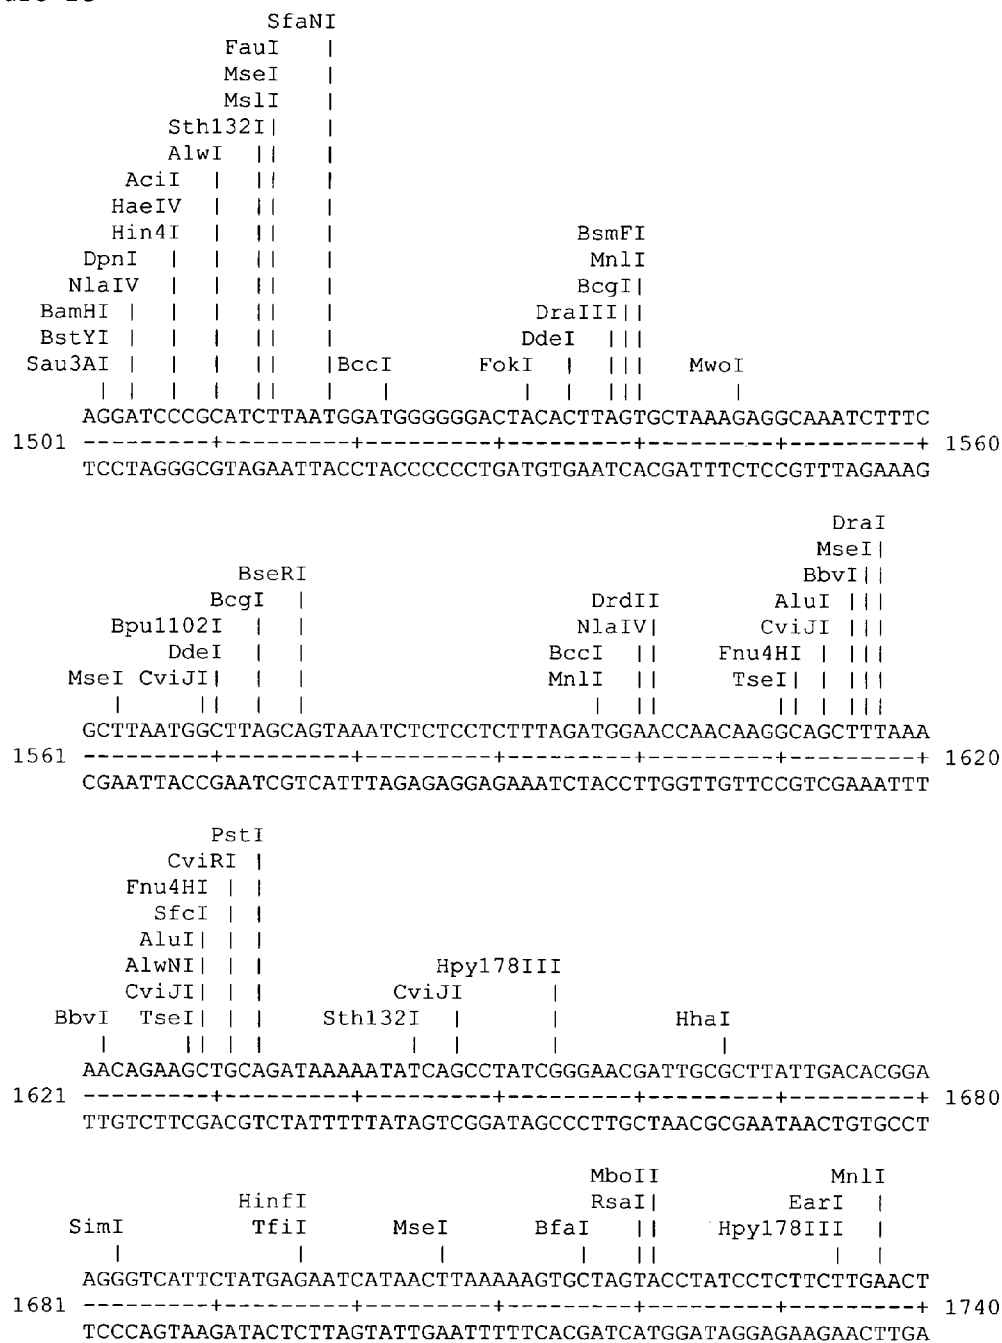 SfaNI
FauI |
MseI |
MslI |
Sth132I| |
AlwI || |
AciI | || |
HaeIV | || |
Hin4I | || | BsmFI
DpnI | | || | MnlI
NlaIV | | || | BcgI|
BamHI | | | || | DraIII||
BstYI | | | || | DdeI |||
Sau3AI | | | || |BccI FokI | ||| MwoI
| | | | || | | | | ||| |
AGGATCCCGCATCTTAATGGATGGGGGGACTACACTTAGTGCTAAAGAGGCAAATCTTTC
1501 ---------+---------+---------+---------+---------+---------+ 1560
TCCTAGGGCGTAGAATTACCTACCCCCCTGATGTGAATCACGATTTCTCCGTTTAGAAAG
DraI
MseI|
BseRI BbvI||
BcgI | DrdII AluI |||
Bpu1102I | | NlaIV| CviJI |||
DdeI | | BccI || Fnu4HI | |||
MseI CviJI| | | MnlI || TseI| | |||
| || | | | || || | |||
GCTTAATGGCTTAGCAGTAAATCTCTCCTCTTTAGATGGAACCAACAAGGCAGCTTTAAA
1561 ---------+---------+---------+---------+---------+---------+ 1620
CGAATTACCGAATCGTCATTTAGAGAGGAGAAATCTACCTTGGTTGTTCCGTCGAAATTT
PstI
CviRI |
Fnu4HI | |
SfcI | |
AluI| | |
AlwNI| | | Hpy178III
CviJI| | | CviJI |
BbvI TseI| | | Sth132I | | HhaI
| || | | | | | |
AACAGAAGCTGCAGATAAAAATATCAGCCTATCGGGAACGATTGCGCTTATTGACACGGA
1621 ---------+---------+---------+---------+---------+---------+ 1680
TTGTCTTCGACGTCTATTTTTATAGTCGGATAGCCCTTGCTAACGCGAATAACTGTGCCT
MboII MnlI
HinfI RsaI| EarI |
SimI TfiI MseI BfaI || Hpy178III |
| | | | || | |
AGGGTCATTCTATGAGAATCATAACTTAAAAAGTGCTAGTACCTATCCTCTTCTTGAACT
1681 ---------+---------+---------+---------+---------+---------+ 1740
TCCCAGTAAGATACTCTTAGTATTGAATTTTTCACGATCATGGATAGGAGAAGAACTTGA